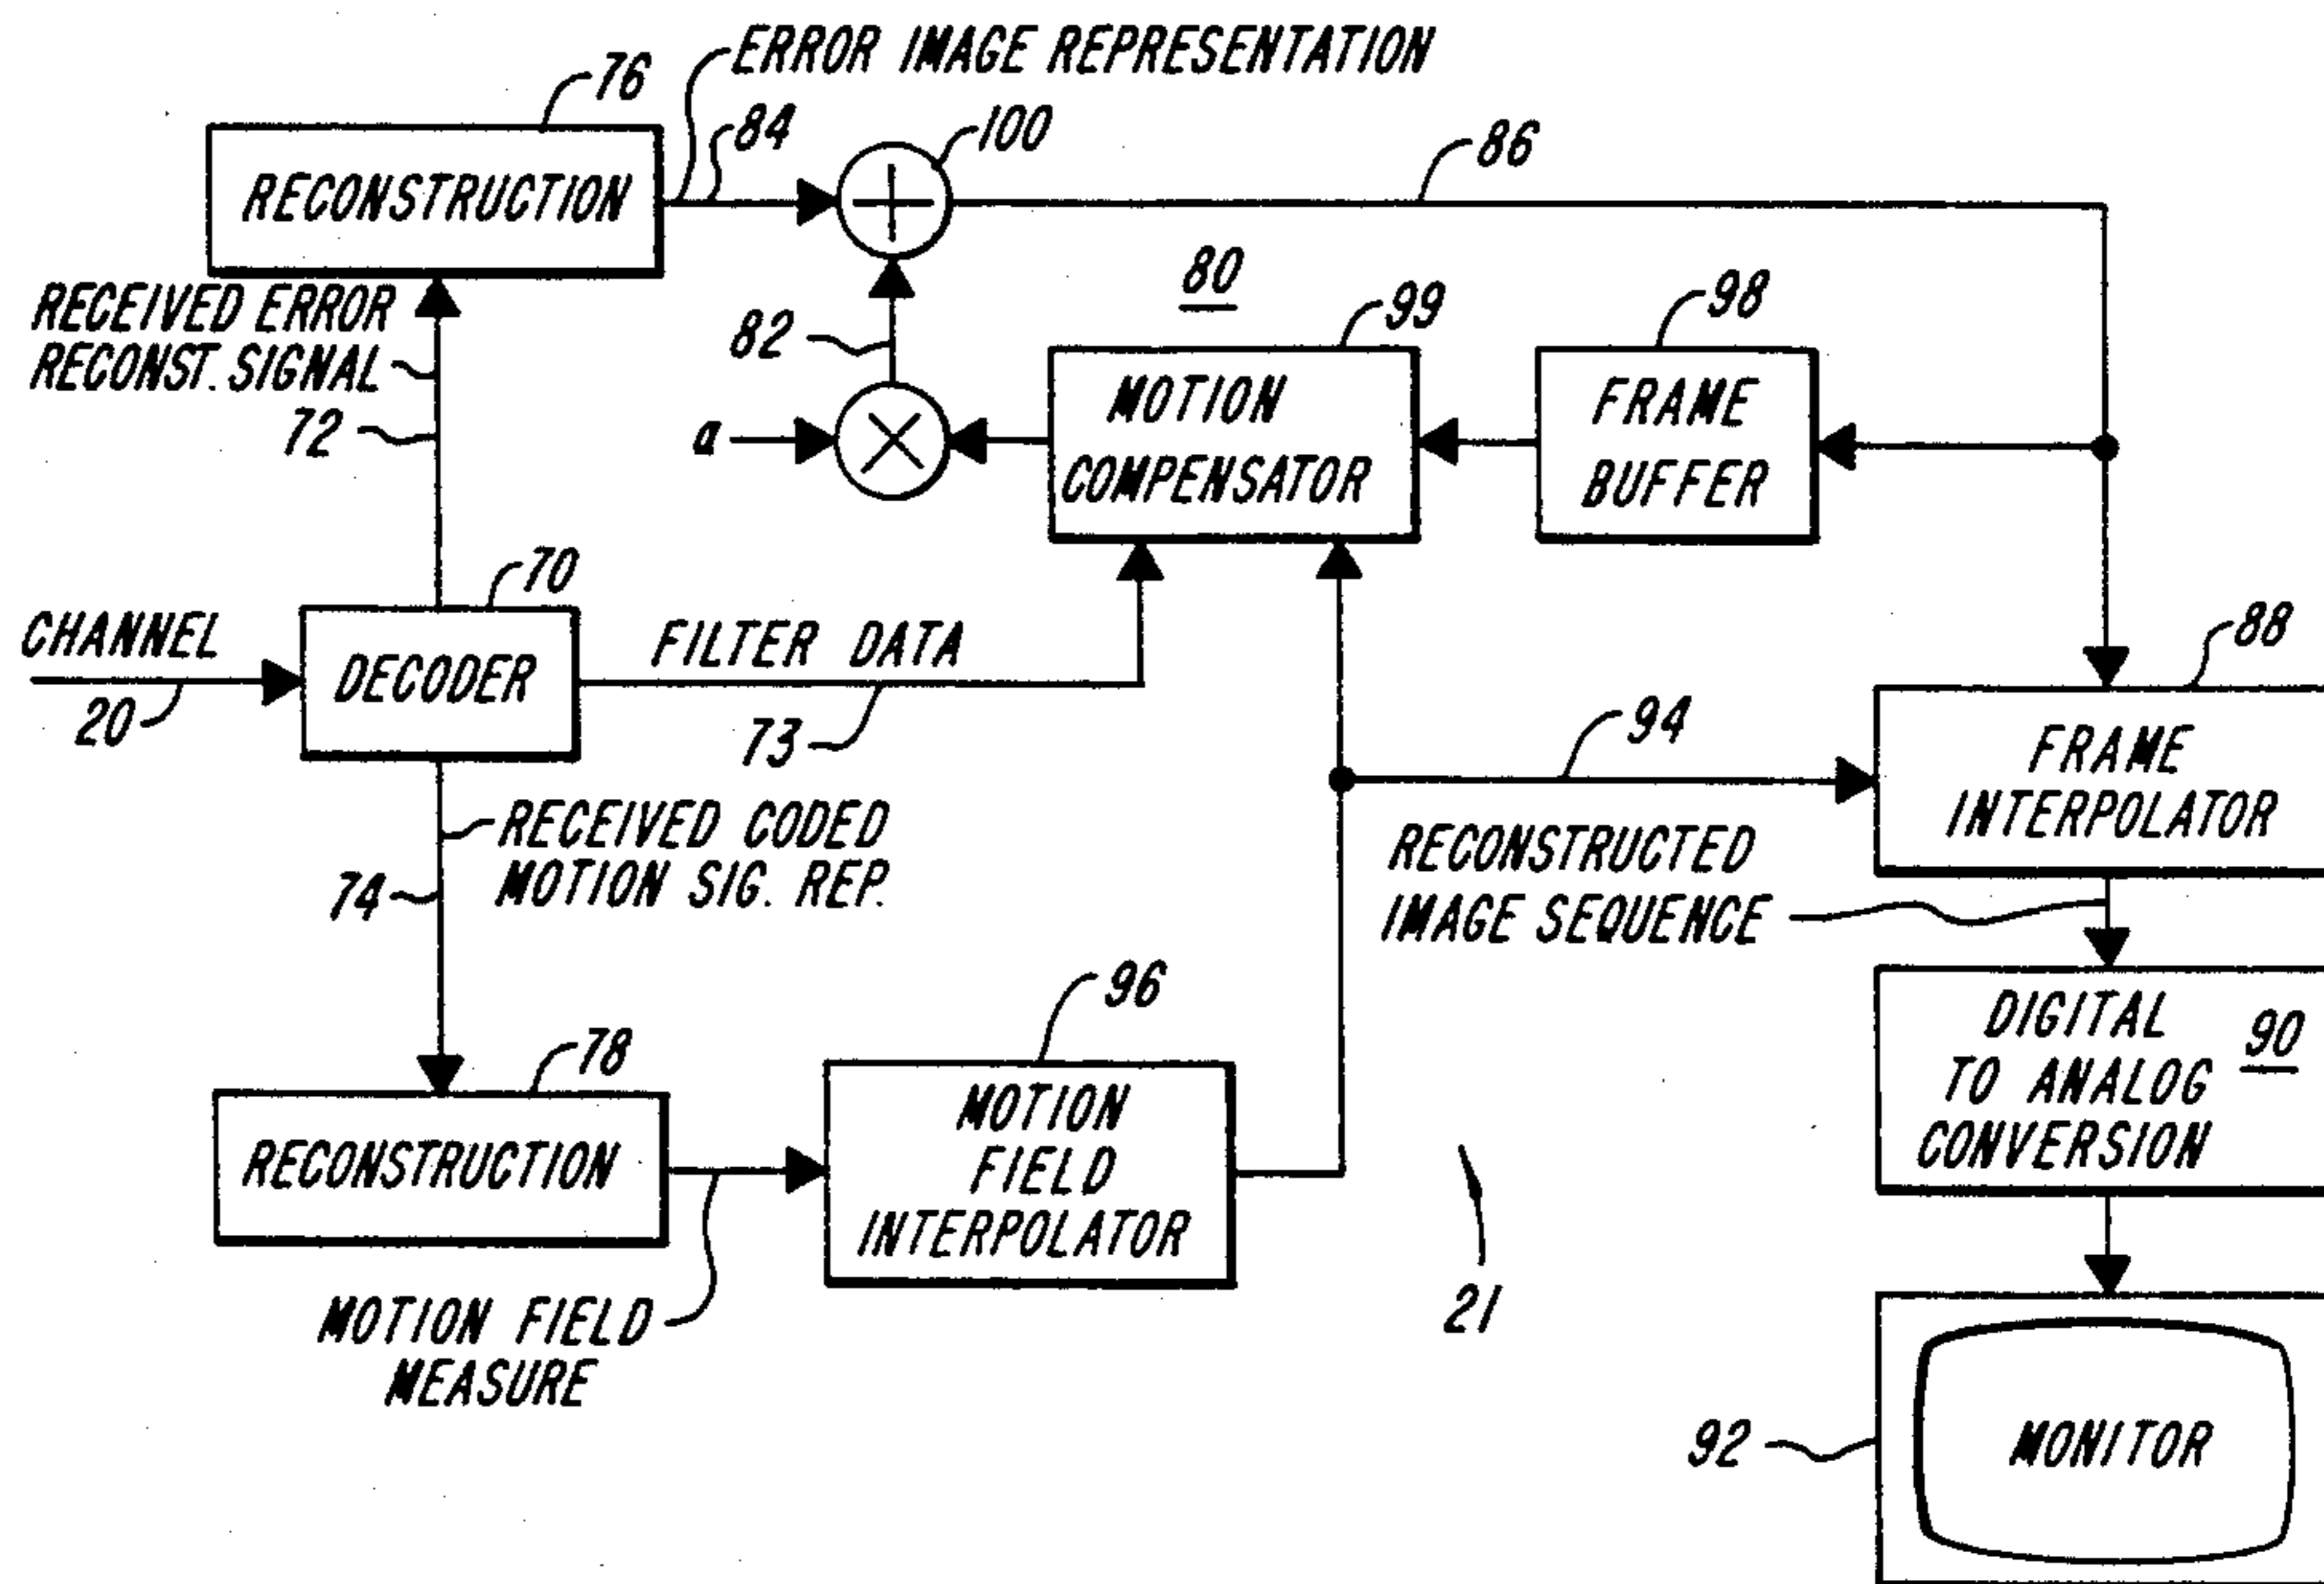 ERROR IMAGE REPRESENTATION
76
84
100
86
RECONSTRUCTION
RECEIVED ERROR
RECONST. SIGNAL
72
82
80
99
98
a
MOTION
COMPENSATOR
FRAME
BUFFER
70
CHANNEL
20
DECODER
FILTER DATA
73
88
94
FRAME
INTERPOLATOR
RECEIVED CODED
MOTION SIG. REP.
74
RECONSTRUCTED
IMAGE SEQUENCE
78
96
RECONSTRUCTION
MOTION
FIELD
INTERPOLATOR
DIGITAL
TO ANALOG
CONVERSION
90
MOTION FIELD
MEASURE
21
92
MONITOR